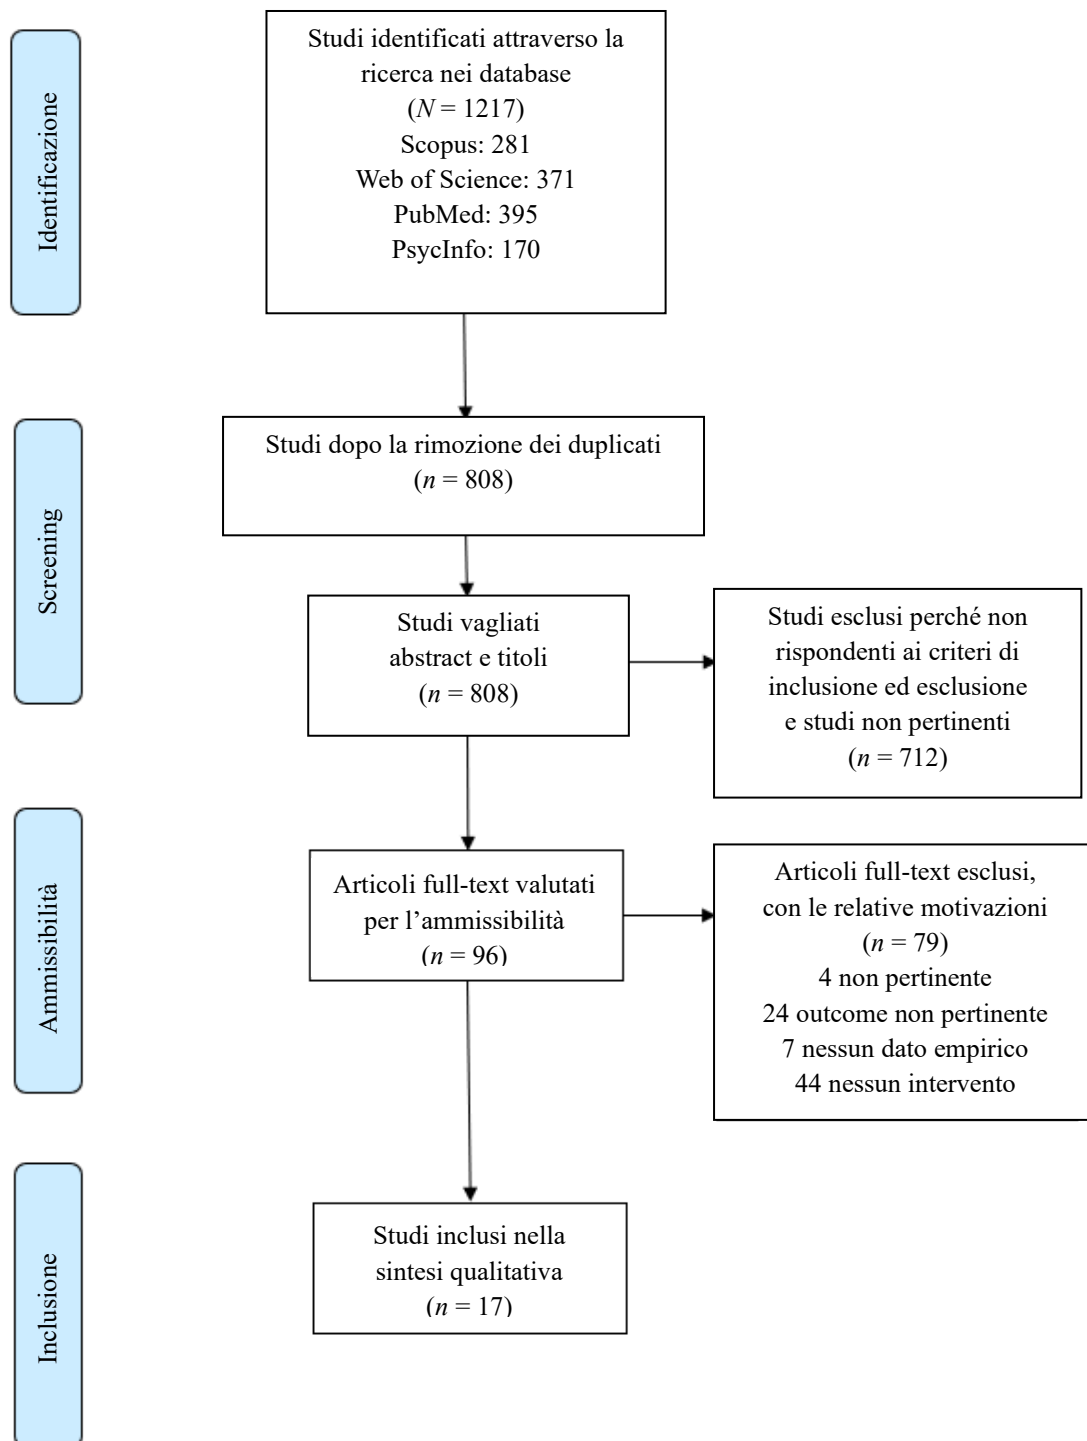 Identificazione
Studi identificati attraverso la
ricerca nei database
(N = 1217)
Scopus: 281
Web of Science: 371
PubMed: 395
PsycInfo: 170
Screening
Studi dopo la rimozione dei duplicati
(n = 808)
Studi vagliati
abstract e titoli
(n = 808)
Studi esclusi perché non
rispondenti ai criteri di
inclusione ed esclusione
e studi non pertinenti
(n = 712)
Ammissibilità
Articoli full-text valutati
per l’ammissibilità
(n = 96)
Articoli full-text esclusi,
con le relative motivazioni
(n = 79)
4 non pertinente
24 outcome non pertinente
7 nessun dato empirico
44 nessun intervento
Inclusione
Studi inclusi nella
sintesi qualitativa
(n = 17)